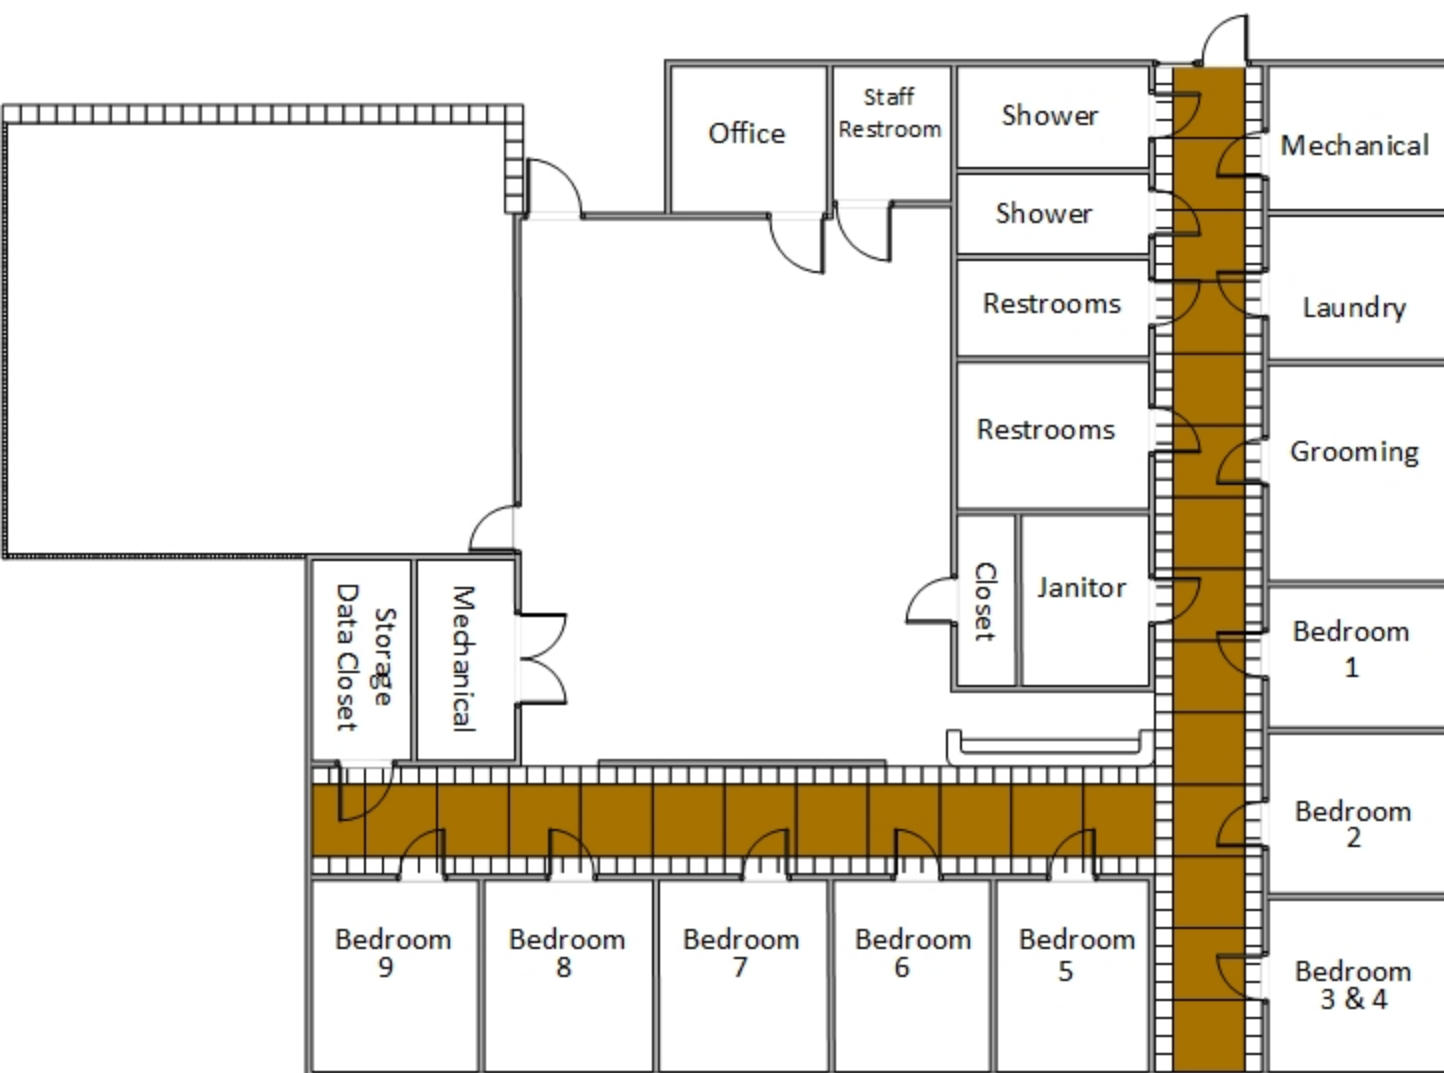 Office
Staff
Restroom
Shower
Mechanical
Shower
Restrooms
Laundry
Restrooms
Grooming
Closet
Janitor
Storage
Data Closet
Mechanical
Bedroom
1
Bedroom
2
Bedroom
9
Bedroom
8
Bedroom
7
Bedroom
6
Bedroom
5
Bedroom
3 & 4